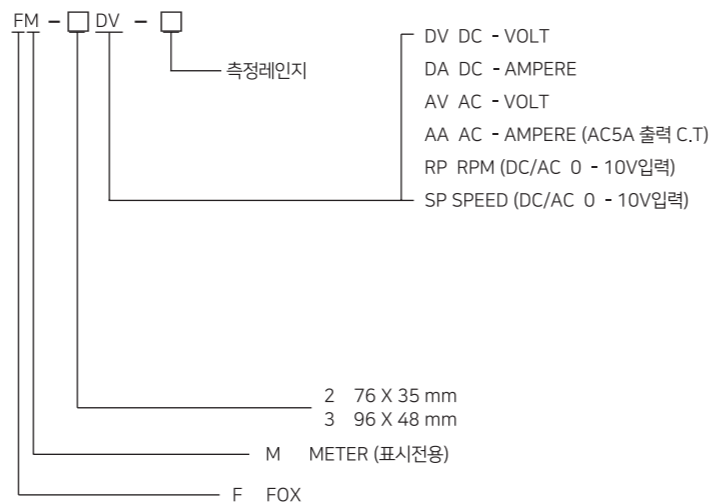 FM - □ DV - □
측정레인지
DV DC - VOLT
DA DC - AMPERE
AV AC - VOLT
AA AC - AMPERE (AC5A 출력 C.T)
RP RPM (DC/AC 0 - 10V입력)
SP SPEED (DC/AC 0 - 10V입력)
2 76 X 35 mm
3 96 X 48 mm
M METER (표시전용)
F FOX